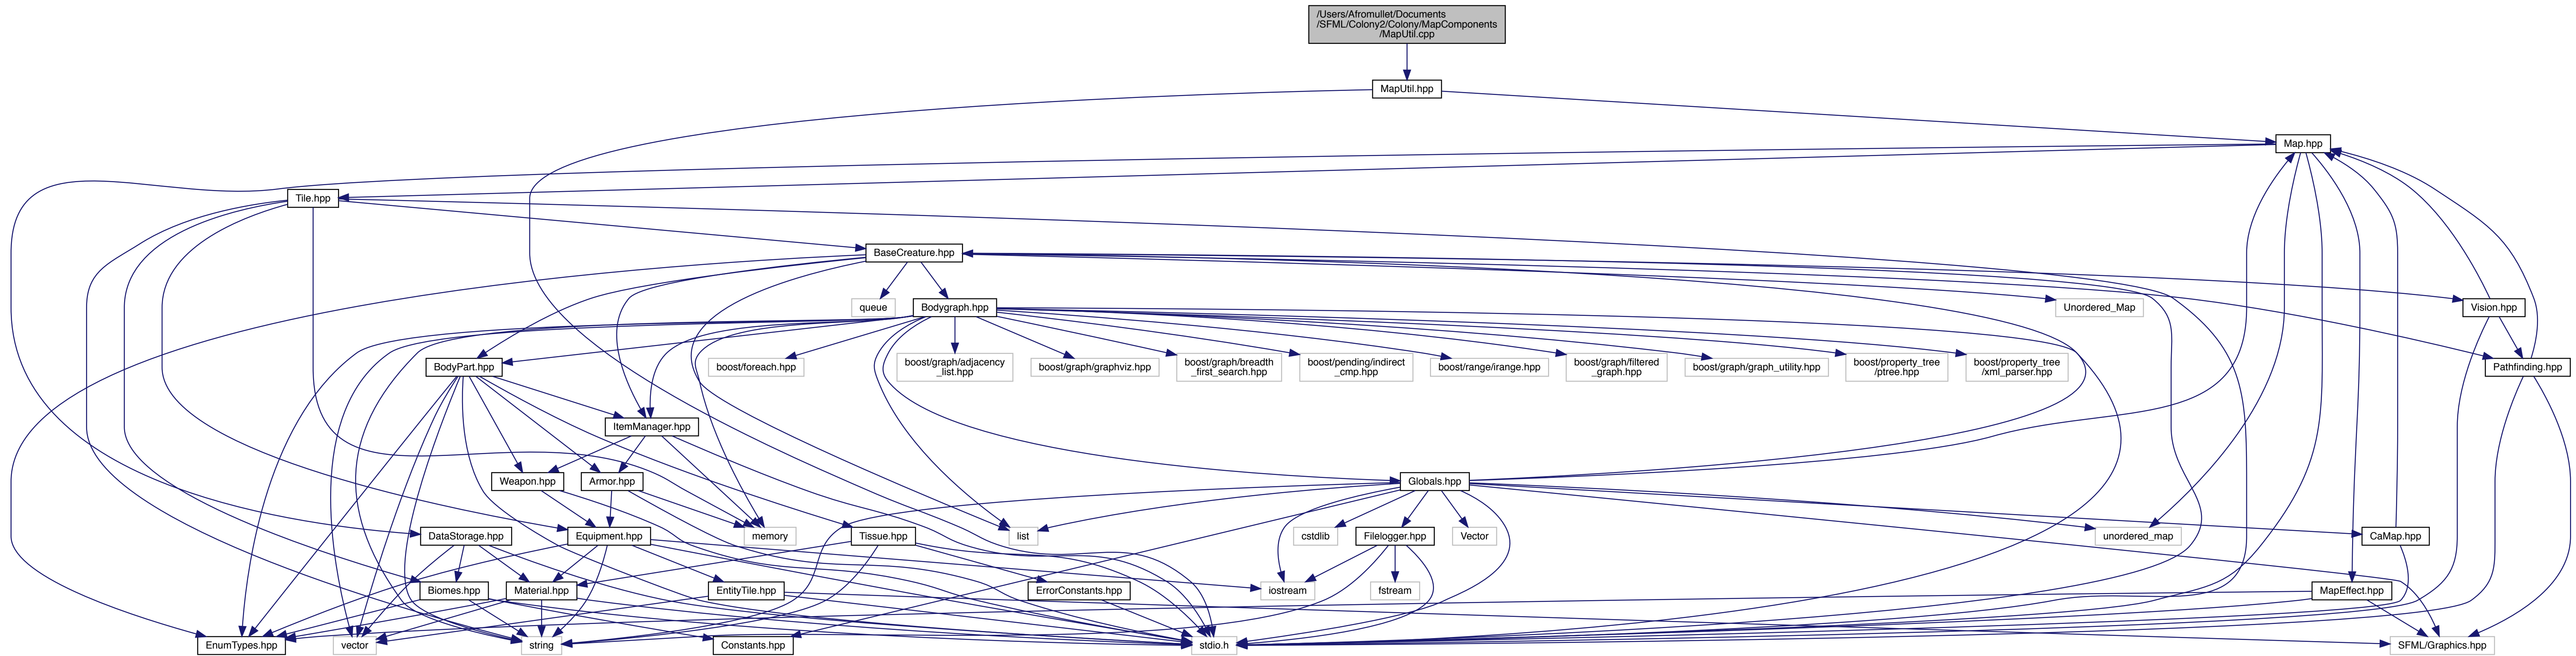 /Users/Afromullet/Documents
/SFML/Colony2/Colony/MapComponents
/MapUtil.cpp
MapUtil.hpp
Map.hpp
Tile.hpp
BaseCreature.hpp
queue
Bodygraph.hpp
Unordered_Map
Vision.hpp
BodyPart.hpp
boost/foreach.hpp
boost/graph/adjacency
_list.hpp
boost/graph/graphviz.hpp
boost/graph/breadth
_first_search.hpp
boost/pending/indirect
_cmp.hpp
boost/range/irange.hpp
boost/graph/filtered
_graph.hpp
boost/graph/graph_utility.hpp
boost/property_tree
/ptree.hpp
boost/property_tree
/xml_parser.hpp
Pathfinding.hpp
ItemManager.hpp
Weapon.hpp
Armor.hpp
Globals.hpp
DataStorage.hpp
Equipment.hpp
memory
Tissue.hpp
list
cstdlib
Filelogger.hpp
Vector
unordered_map
CaMap.hpp
Biomes.hpp
Material.hpp
EntityTile.hpp
ErrorConstants.hpp
iostream
fstream
MapEffect.hpp
EnumTypes.hpp
vector
string
Constants.hpp
stdio.h
SFML/Graphics.hpp